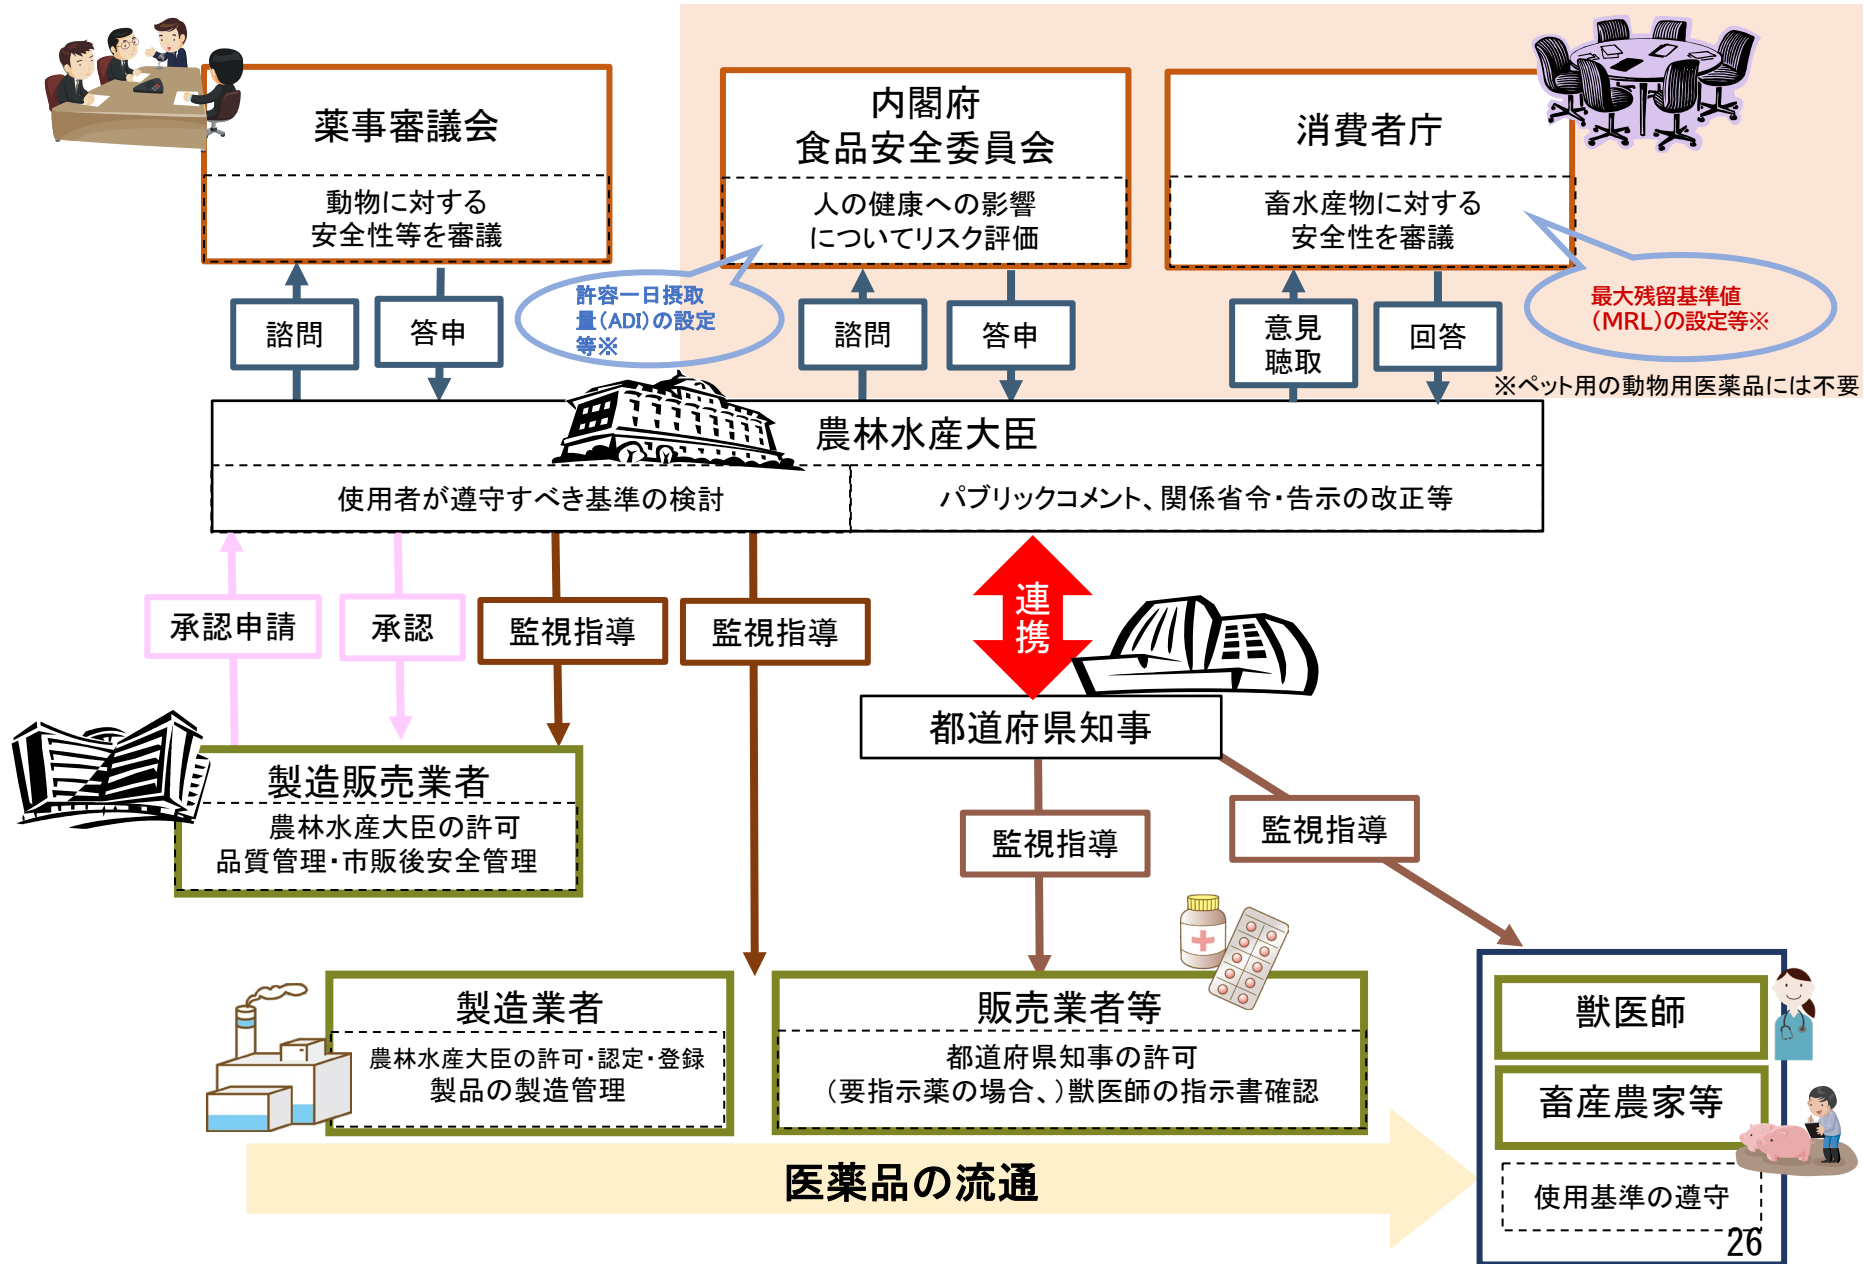 薬事審議会
動物に対する
安全性等を審議
内閣府
食品安全委員会
人の健康への影響
についてリスク評価
消費者庁
畜水産物に対する
安全性を審議
諮問
答申
許容一日摂取
量(ADI)の設定
等※
諮問
答申
意見
聴取
回答
最大残留基準値
(MRL)の設定等※
※ペット用の動物用医薬品には不要
農林水産大臣
使用者が遵守すべき基準の検討
パブリックコメント、関係省令・告示の改正等
承認申請
承認
監視指導
監視指導
連
携
都道府県知事
製造販売業者
農林水産大臣の許可
品質管理・市販後安全管理
監視指導
監視指導
製造業者
農林水産大臣の許可・認定・登録
製品の製造管理
販売業者等
都道府県知事の許可
(要指示薬の場合、)獣医師の指示書確認
獣医師
畜産農家等
使用基準の遵守
医薬品の流通
26